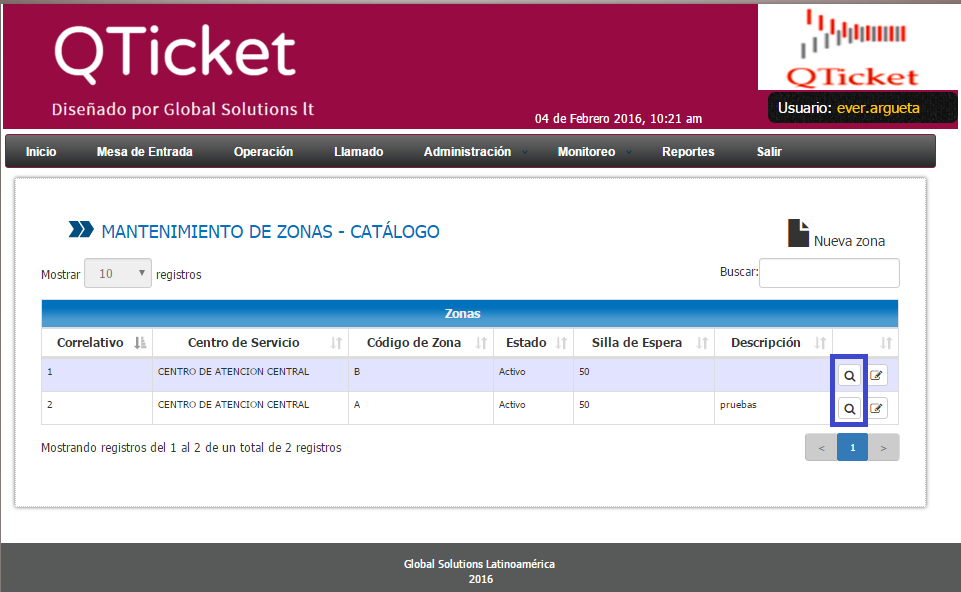 QTicket
Diseñado por Global Solutions lt
04 de Febrero 2016, 10:21 am
QTicket
Usuario: ever.argueta
Inicio Mesa de Entrada Operación Llamado Administración Monitoreo Reportes Salir
MANTENIMIENTO DE ZONAS - CATÁLOGO
Nueva zona
Mostrar 10 registros
Buscar:
Zonas
Correlativo Centro de Servicio Código de Zona Estado Silla de Espera Descripción
1 CENTRO DE ATENCION CENTRAL B Activo 50
2 CENTRO DE ATENCION CENTRAL A Activo 50 pruebas
Mostrando registros del 1 al 2 de un total de 2 registros
< 1 >
Global Solutions Latinoamérica
2016